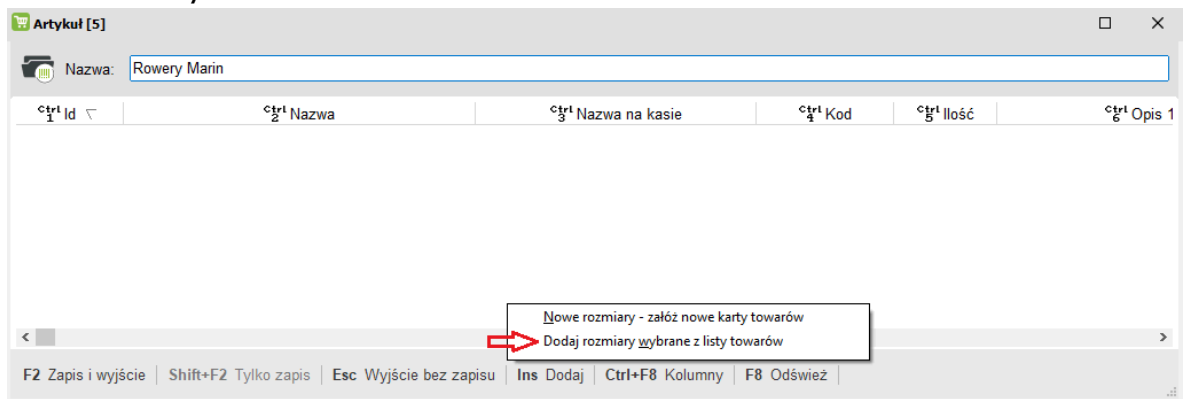 Artykuł [5]
Nazwa: Rowery Marin
Ctrl 1 Id Ctrl 2 Nazwa Ctrl 3 Nazwa na kasie Ctrl 4 Kod Ctrl 5 Ilość Ctrl 6 Opis 1
Nowe rozmiary - załóż nowe karty towarów
Dodaj rozmiary wybrane z listy towarów
F2 Zapis i wyjście Shift+F2 Tylko zapis Esc Wyjście bez zapisu Ins Dodaj Ctrl+F8 Kolumny F8 Odśwież